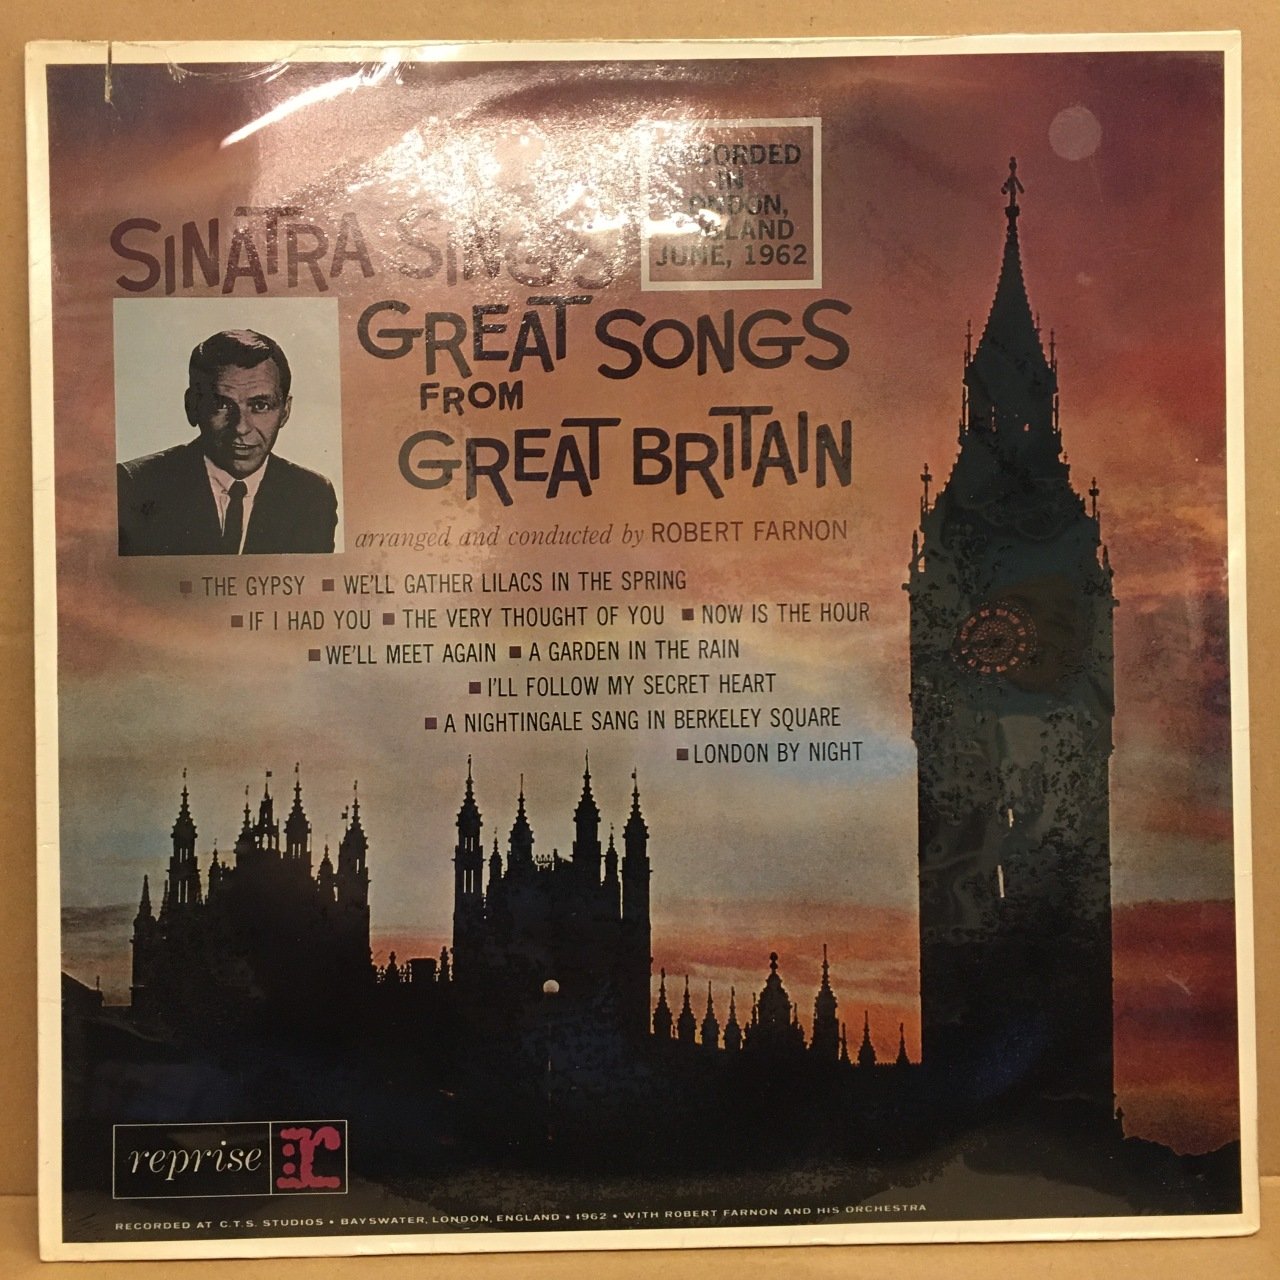 RECORDED
IN
LONDON,
ENGLAND
JUNE, 1962
SINATRA SINGS
GREAT SONGS
FROM
GREAT BRITAIN
arranged and conducted by ROBERT FARNON
■ THE GYPSY ■ WE'LL GATHER LILACS IN THE SPRING
■ IF I HAD YOU ■ THE VERY THOUGHT OF YOU ■ NOW IS THE HOUR
■ WE'LL MEET AGAIN ■ A GARDEN IN THE RAIN
■ I'LL FOLLOW MY SECRET HEART
■ A NIGHTINGALE SANG IN BERKELEY SQUARE
■ LONDON BY NIGHT
reprise r
RECORDED AT C.T.S. STUDIOS • BAYSWATER, LONDON, ENGLAND • 1962 • WITH ROBERT FARNON AND HIS ORCHESTRA